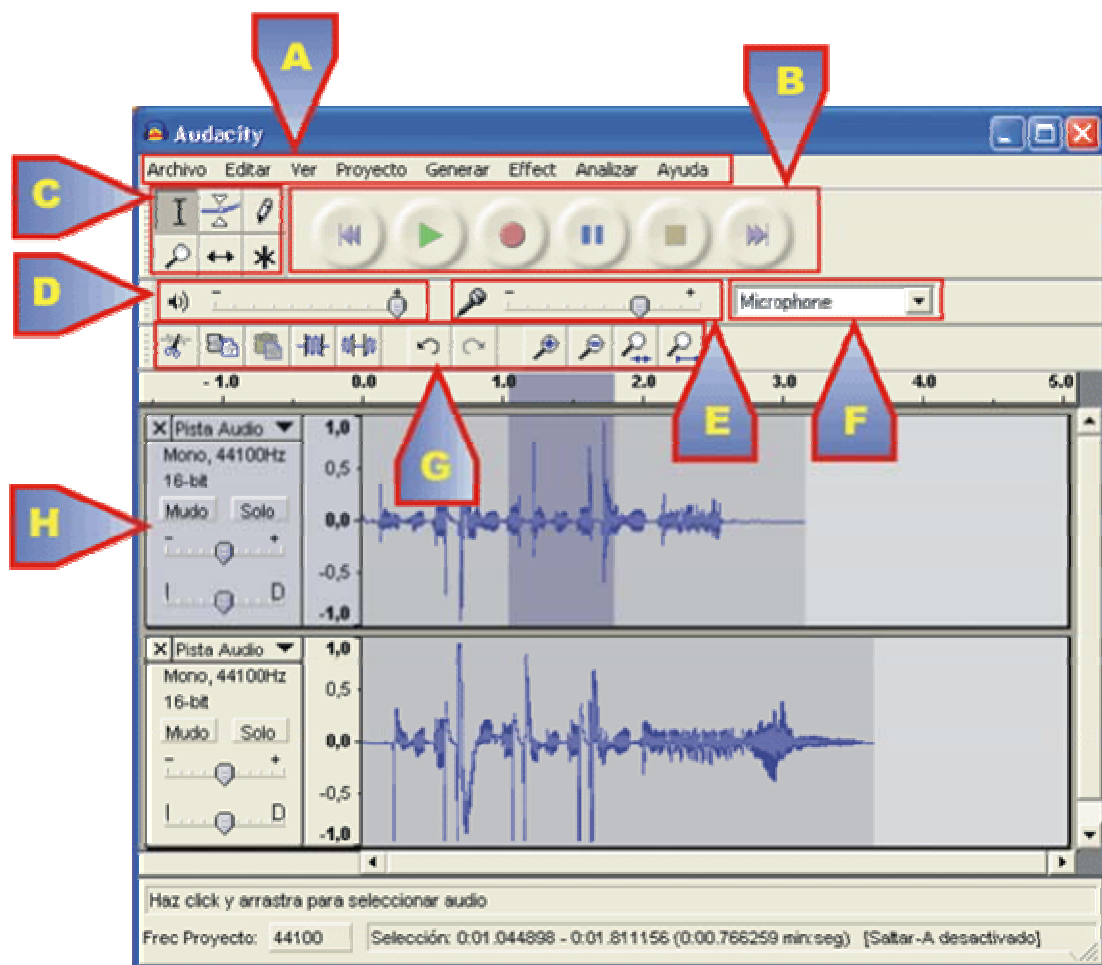 A
B
Audacity
Archivo Editar Ver Proyecto Generar Effect Analizar Ayuda
C
D
- + - + Microphone
E
F
G
- 1.0 0.0 1.0 2.0 3.0 4.0 5.0
X Pista Audio
Mono, 44100Hz
16-bit
Mudo Solo
- +
I D
1,0
0,5
0,0
-0,5
-1,0
H
X Pista Audio
Mono, 44100Hz
16-bit
Mudo Solo
- +
I D
1,0
0,5
0,0
-0,5
-1,0
Haz click y arrastra para seleccionar audio
Frec Proyecto: 44100 Selección: 0:01.044898 - 0:01.811156 (0:00.766259 min:seg) [Saltar-A desactivado]